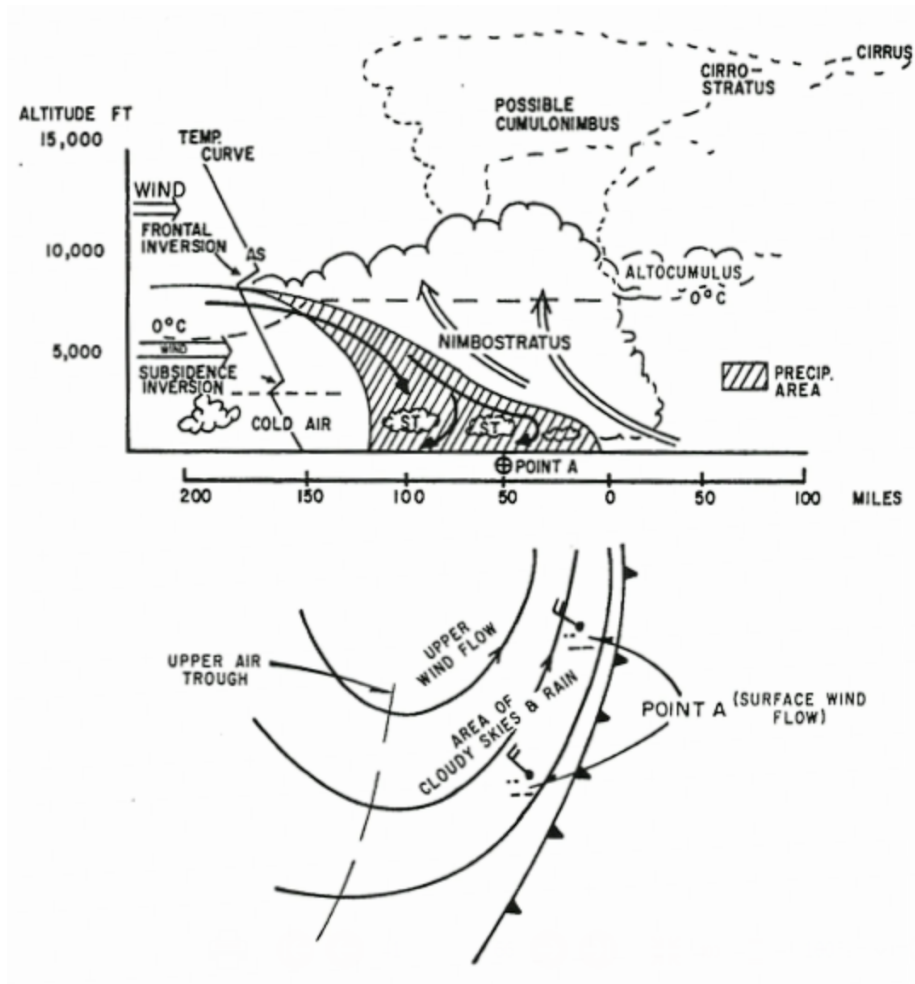 CIRRUS
CIRRO-
STRATUS
POSSIBLE
CUMULONIMBUS
ALTITUDE FT
15,000
TEMP.
CURVE
WIND
FRONTAL
INVERSION
AS
10,000
ALTOCUMULUS
0°C
0°C
NIMBOSTRATUS
5,000
WIND
SUBSIDENCE
INVERSION
PRECIP.
AREA
COLD AIR
ST
ST
POINT A
200 150 100 50 0 50 100 MILES
UPPER
WIND FLOW
UPPER AIR
TROUGH
AREA OF
CLOUDY SKIES & RAIN
POINT A (SURFACE WIND
FLOW)